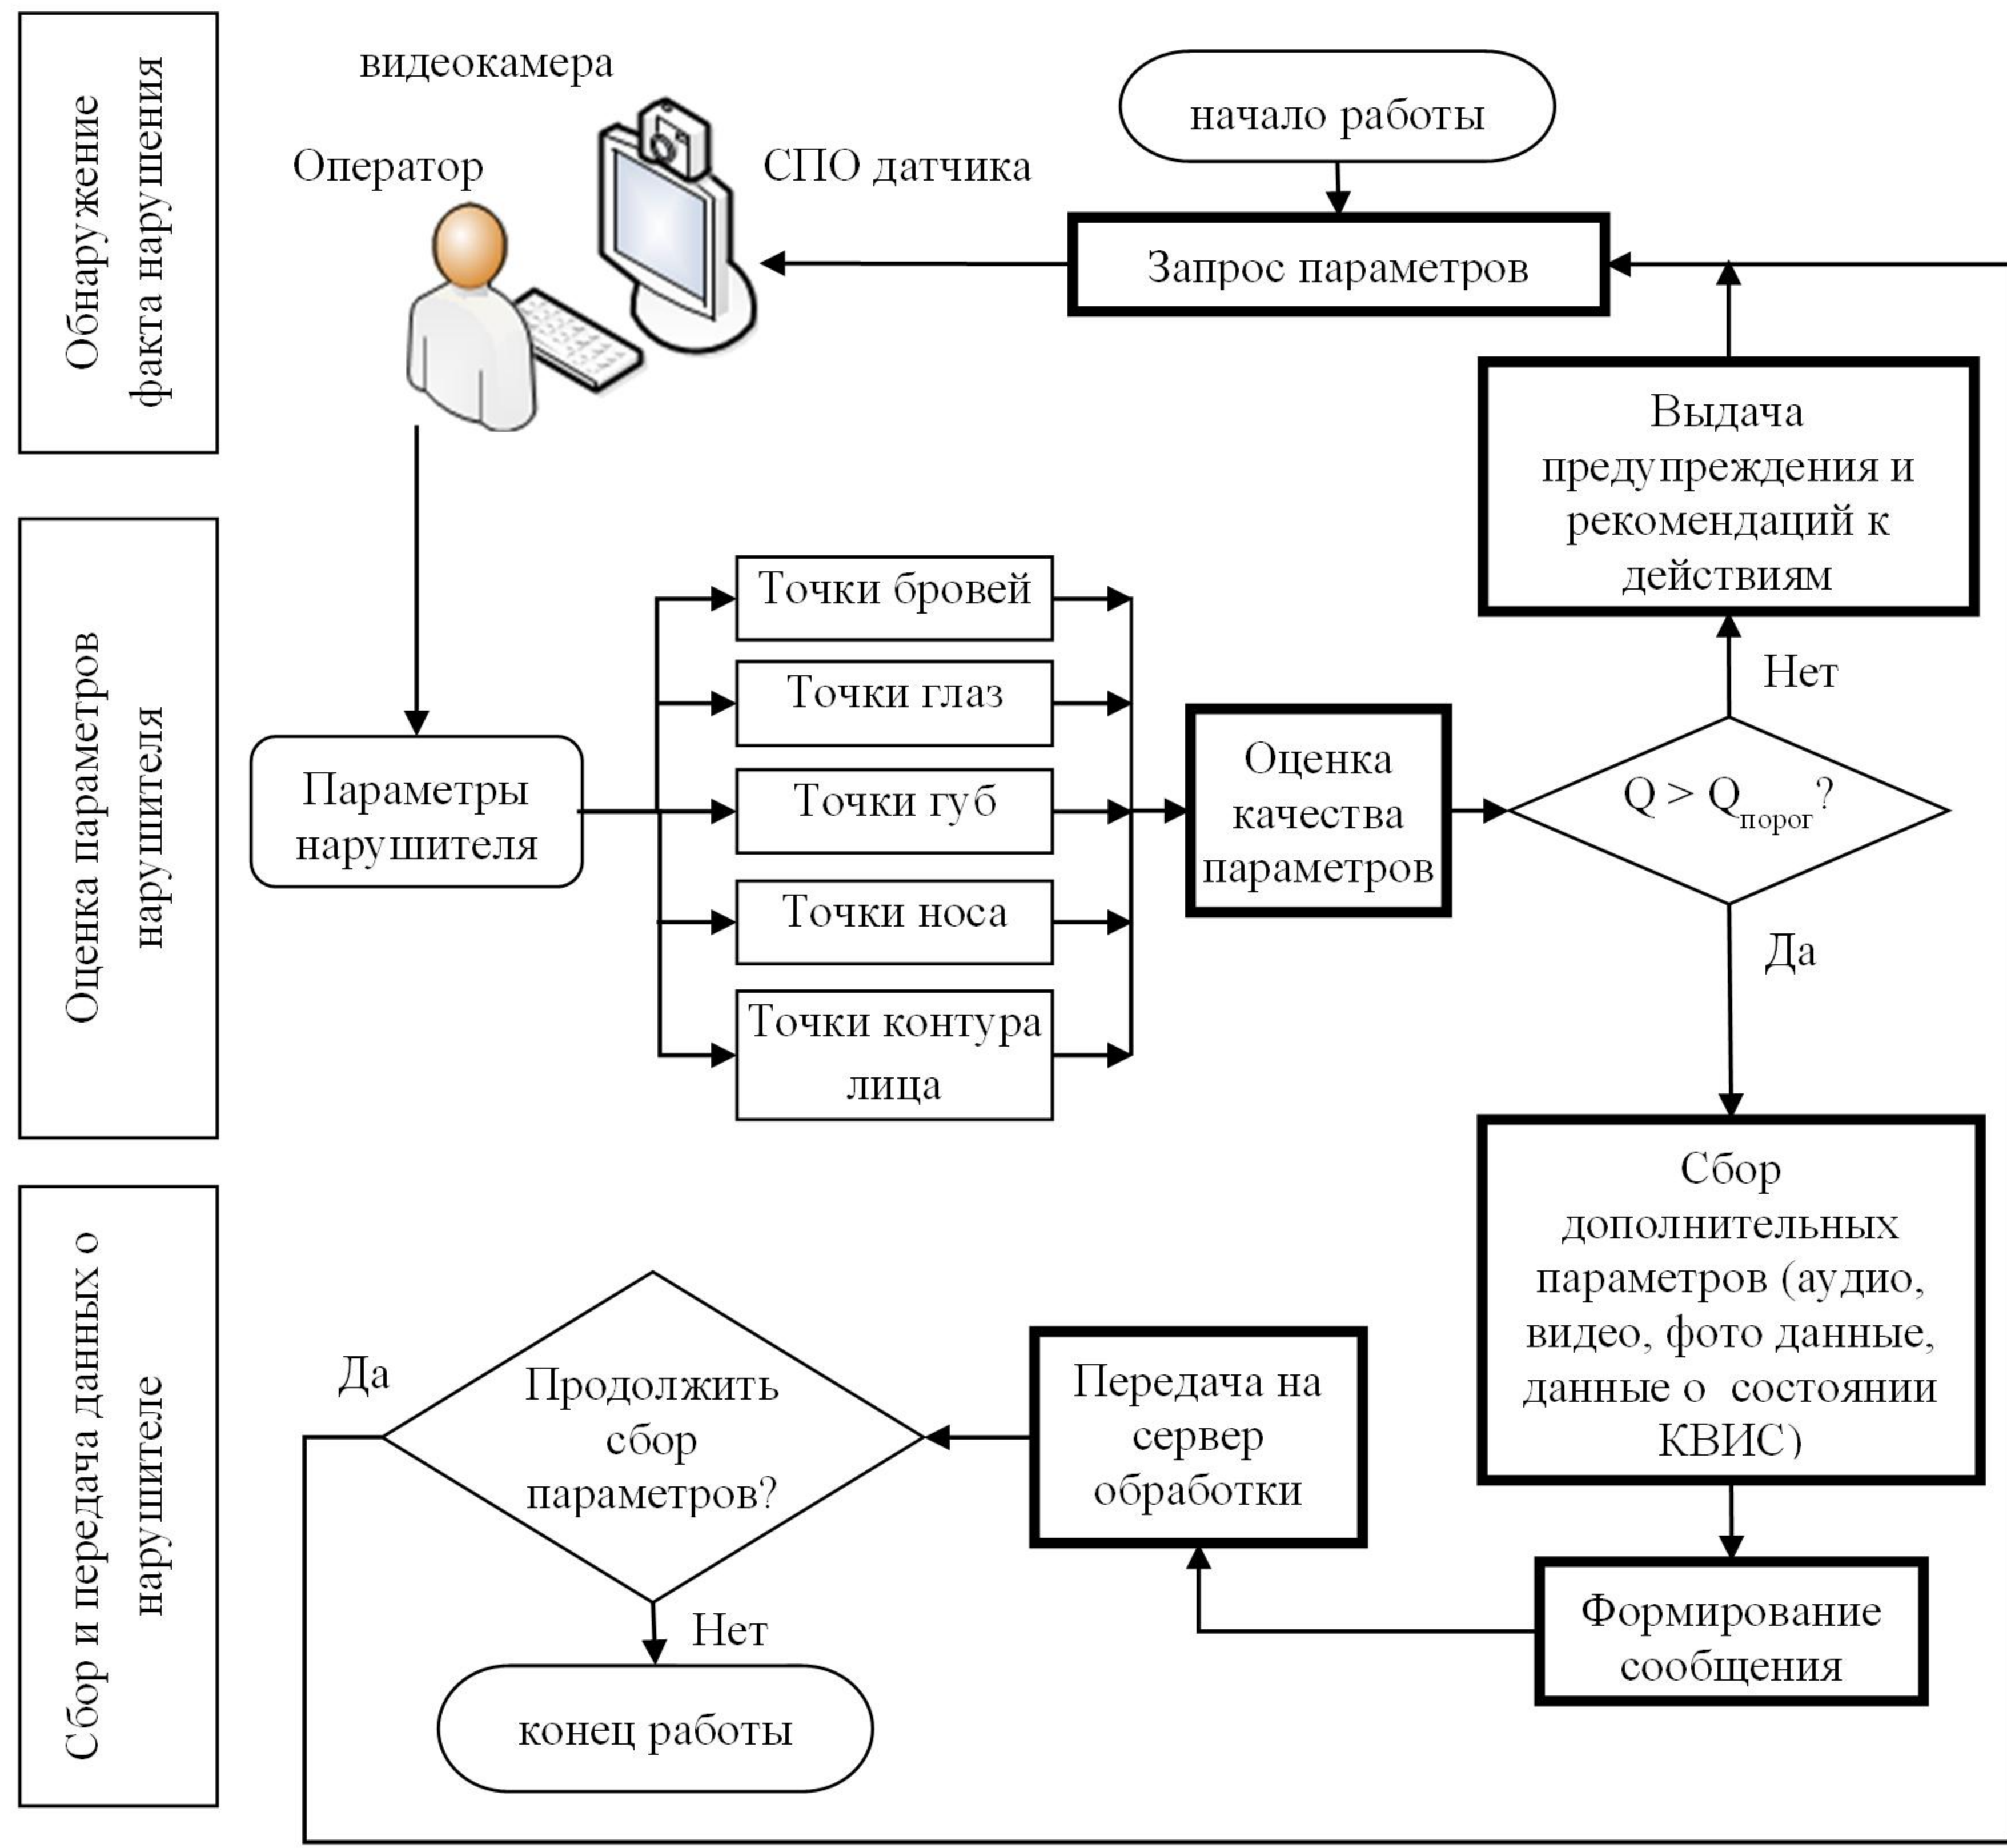 Обнаружение
факта нарушения
видеокамера
Оператор
СПО датчика
начало работы
Запрос параметров
Выдача
предупреждения и
рекомендаций к
действиям
Нет
Оценка параметров
нарушителя
Параметры
нарушителя
Точки бровей
Точки глаз
Точки губ
Точки носа
Точки контура
лица
Оценка
качества
параметров
Q > Qпорог?
Да
Сбор и передача данных о
нарушителе
Сбор
дополнительных
параметров (аудио,
видео, фото данные,
данные о состоянии
КВИС)
Формирование
сообщения
Передача на
сервер
обработки
Да
Продолжить
сбор
параметров?
Нет
конец работы